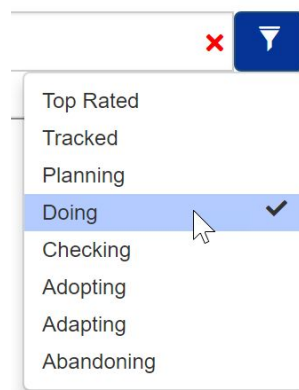 Top Rated
Tracked
Planning
Doing
Checking
Adopting
Adapting
Abandoning